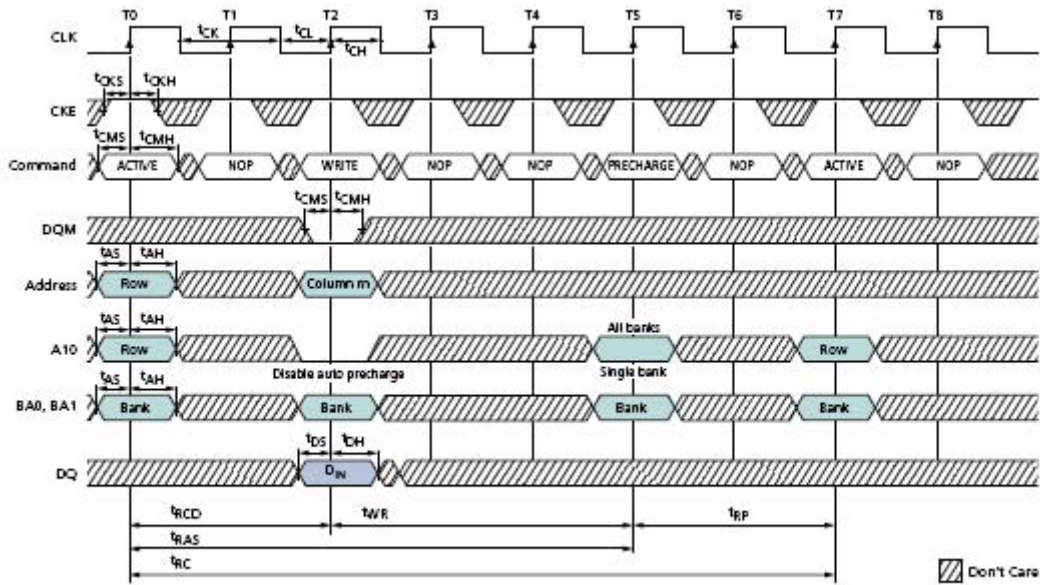 T0 T1 T2 T3 T4 T5 T6 T7 T8
CLK tCK tCL tCH
tCKS tCKH
CKE
tCMS tCMH
Command ACTIVE NOP WRITE NOP NOP PRECHARGE NOP ACTIVE NOP
tCMS tCMH
DQM
tAS tAH
Address Row Column m
tAS tAH All banks
A10 Row Row
Disable auto precharge Single bank
tAS tAH
BA0, BA1 Bank Bank Bank Bank
tDS tDH
DQ DIN
tRCD tWR tRP
tRAS
tRC
Don't Care